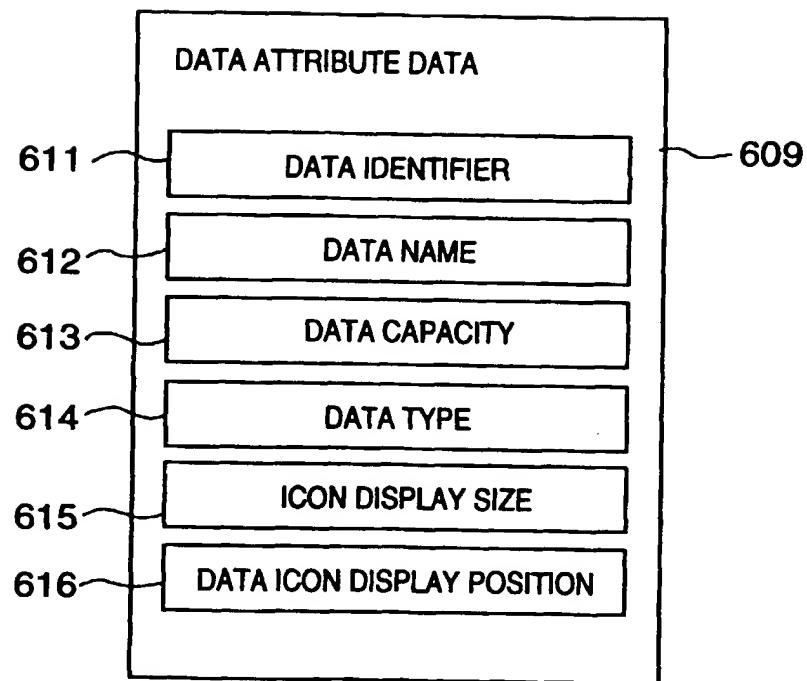 DATA ATTRIBUTE DATA
611 DATA IDENTIFIER 609
612 DATA NAME
613 DATA CAPACITY
614 DATA TYPE
615 ICON DISPLAY SIZE
616 DATA ICON DISPLAY POSITION